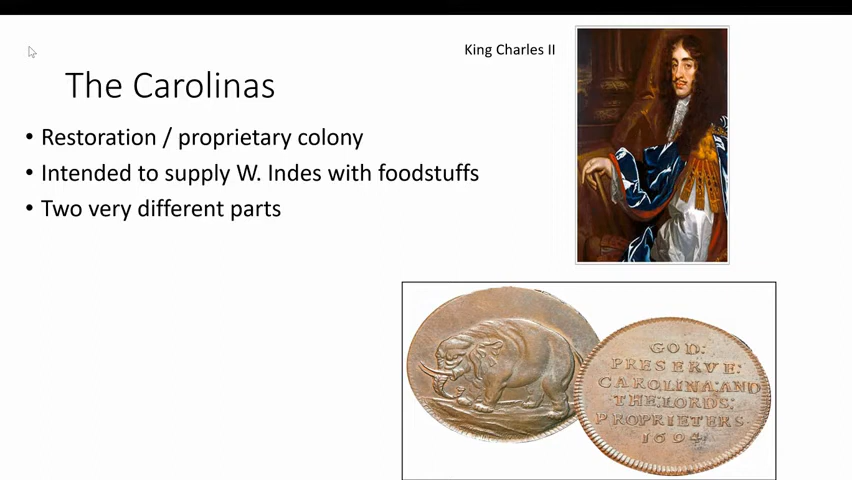 King Charles II
The Carolinas
• Restoration / proprietary colony
• Intended to supply W. Indes with foodstuffs
• Two very different parts
GOD:
PRESERVE:
CAROLINA:AND
THE:LORDS:
PROPRIETERS
1694